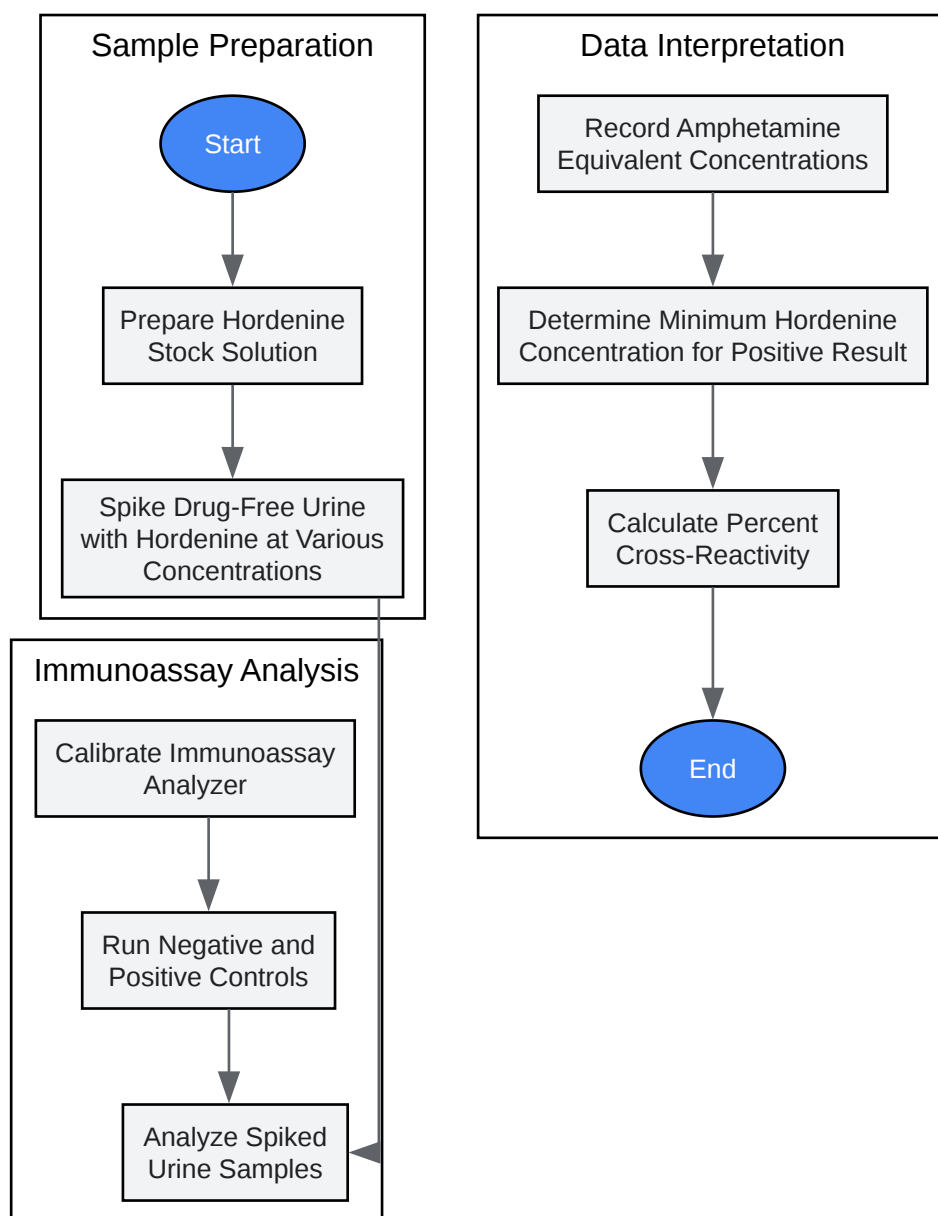 Sample Preparation
Start
Prepare Hordenine
Stock Solution
Spike Drug-Free Urine
with Hordenine at Various
Concentrations
Immunoassay Analysis
Calibrate Immunoassay
Analyzer
Run Negative and
Positive Controls
Analyze Spiked
Urine Samples
Data Interpretation
Record Amphetamine
Equivalent Concentrations
Determine Minimum Hordenine
Concentration for Positive Result
Calculate Percent
Cross-Reactivity
End